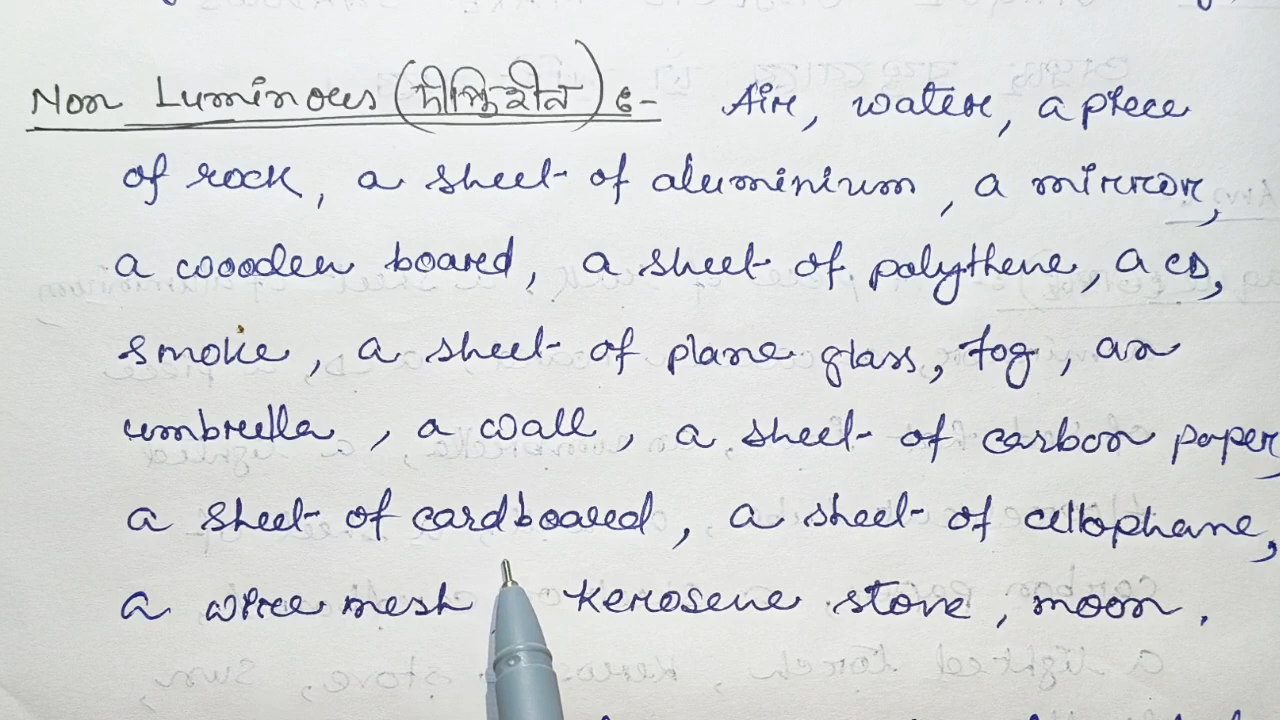 Non Luminous (দীপ্তিহীন) ঃ- Air, water, a piece
of rock, a sheet of aluminium, a mirror,
a wooden board, a sheet of polythene, a CD,
smoke, a sheet of plane glass, fog, an
umbrella, a wall, a sheet of carbon paper,
a sheet of cardboard, a sheet of cellophane,
a wire mesh kerosene stove, moon.